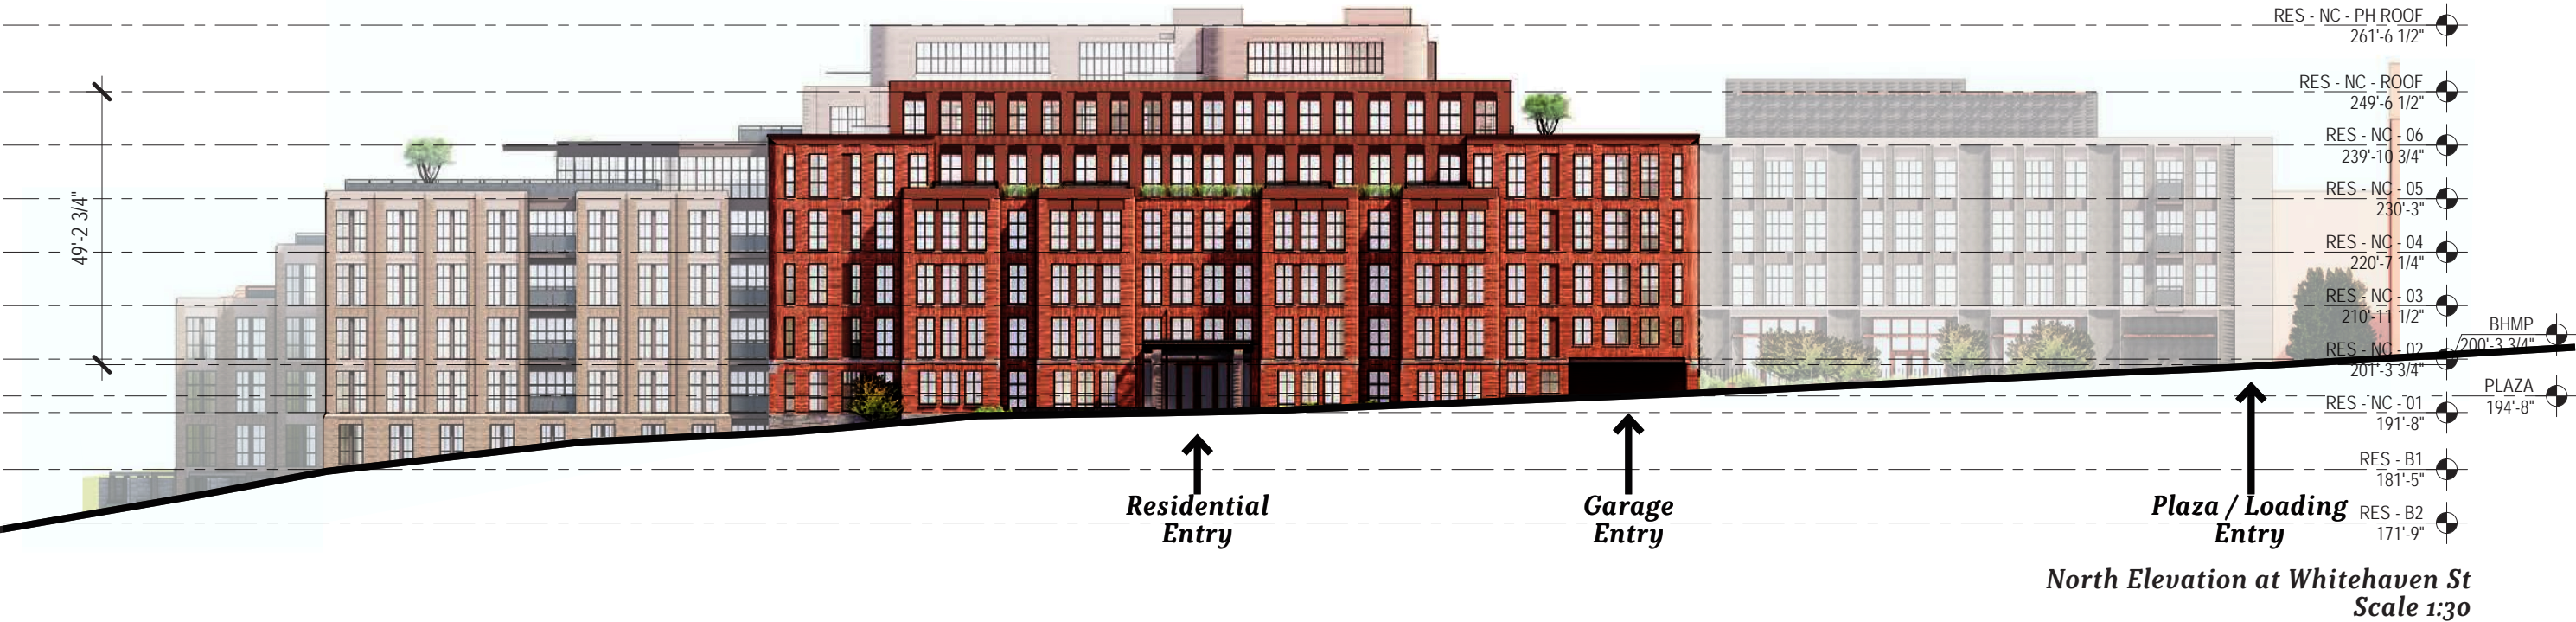 RES - NC - PH ROOF
261'-6 1/2"
RES - NC - ROOF
249'-6 1/2"
RES - NC - 06
239'-10 3/4"
RES - NC - 05
230'-3"
49'-2 3/4"
RES - NC - 04
220'-7 1/4"
RES - NC - 03
210'-11 1/2"
BHMP
200'-3 3/4"
RES - NC - 02
201'-3 3/4"
PLAZA
194'-8"
RES - NC - 01
191'-8"
RES - B1
181'-5"
Residential
Entry
Garage
Entry
Plaza / Loading
Entry
RES - B2
171'-9"
North Elevation at Whitehaven St
Scale 1:30